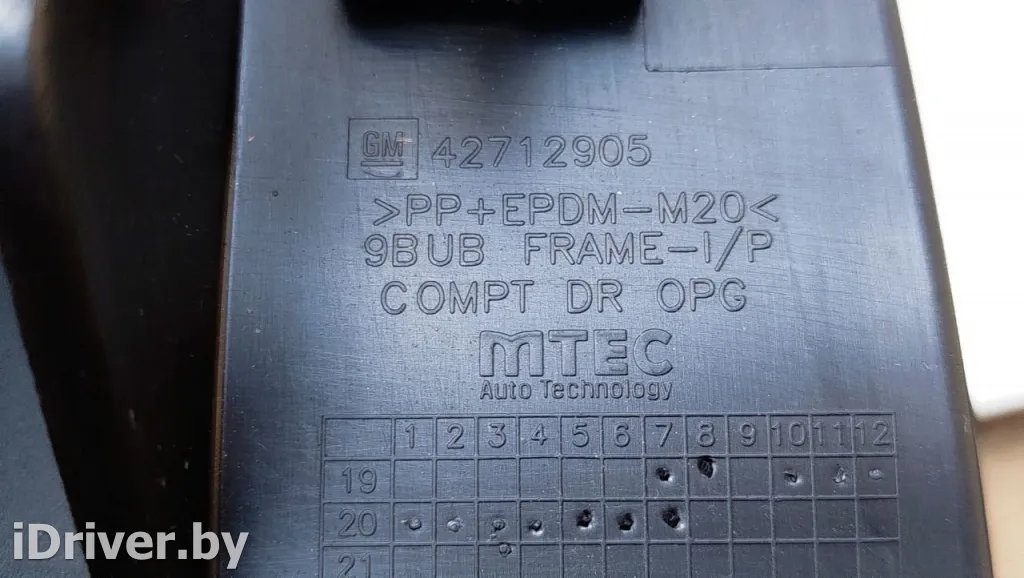 GM 42712905
>PP+EPDM-M20<
9BUB FRAME-I/P
COMPT DR OPG
mTEC
Auto Technology
1 2 3 4 5 6 7 8 9 10 11 12
19
20
21
iDriver.by